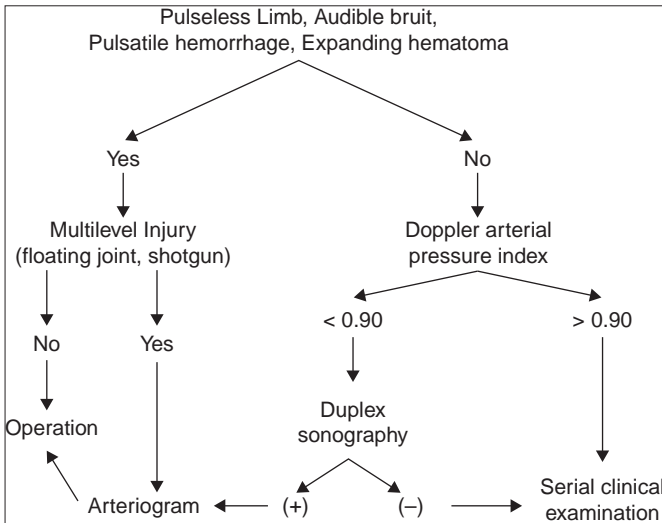 Pulseless Limb, Audible bruit,
Pulsatile hemorrhage, Expanding hematoma
Yes
No
Multilevel Injury
(floating joint, shotgun)
Doppler arterial
pressure index
< 0.90
> 0.90
No
Yes
Operation
Duplex
sonography
Arteriogram
(+)
(–)
Serial clinical
examination